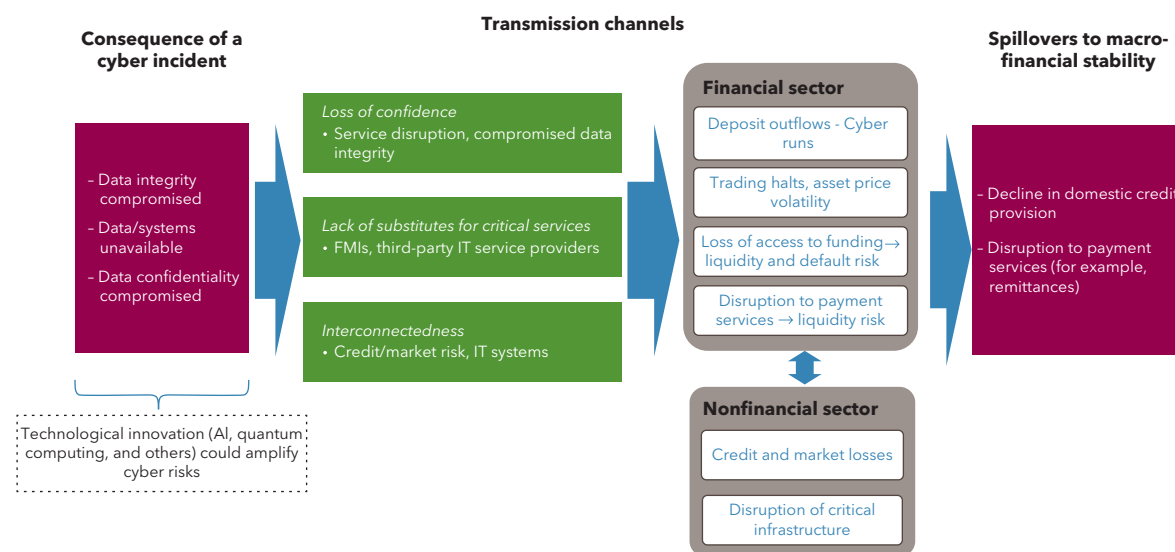 Transmission channels
Consequence of a
cyber incident
Spillovers to macro-
financial stability
– Data integrity
compromised
– Data/systems
unavailable
– Data confidentiality
compromised
Technological innovation (AI, quantum
computing, and others) could amplify
cyber risks
Loss of confidence
• Service disruption, compromised data
integrity
Lack of substitutes for critical services
• FMIs, third-party IT service providers
Interconnectedness
• Credit/market risk, IT systems
Financial sector
Deposit outflows - Cyber
runs
Trading halts, asset price
volatility
Loss of access to funding→
liquidity and default risk
Disruption to payment
services → liquidity risk
Nonfinancial sector
Credit and market losses
Disruption of critical
infrastructure
– Decline in domestic credit
provision
– Disruption to payment
services (for example,
remittances)